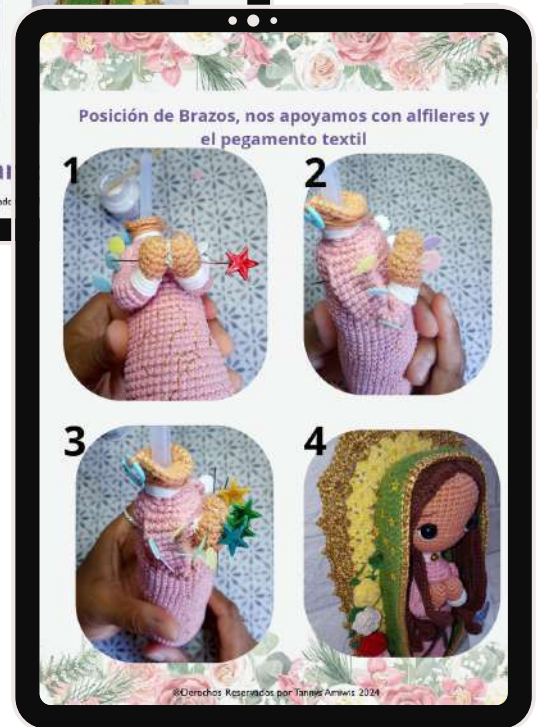 Posición de Brazos, nos apoyamos con alfileres y
el pegamento textil
1
2
3
4
®Derechos Reservados por Tannys Amiwis 2024